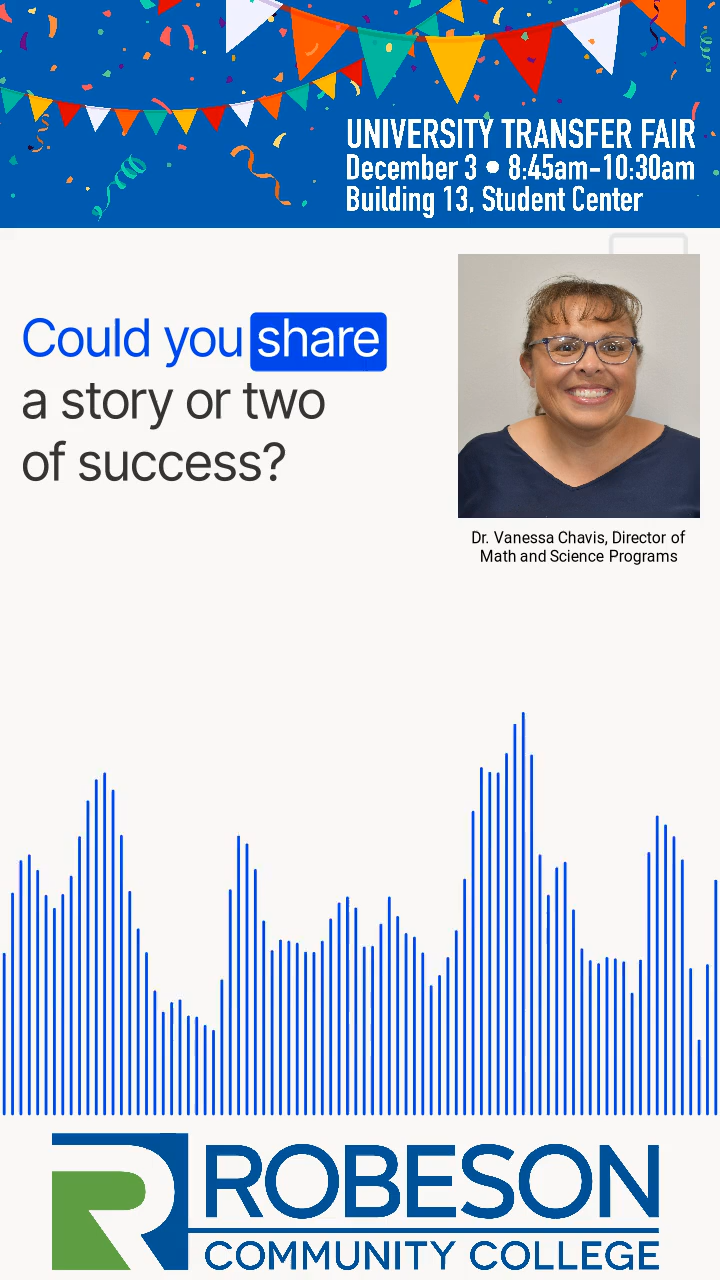 UNIVERSITY TRANSFER FAIR
December 3 • 8:45am-10:30am
Building 13, Student Center
Could you share
a story or two
of success?
Dr. Vanessa Chavis, Director of
Math and Science Programs
ROBESON
COMMUNITY COLLEGE